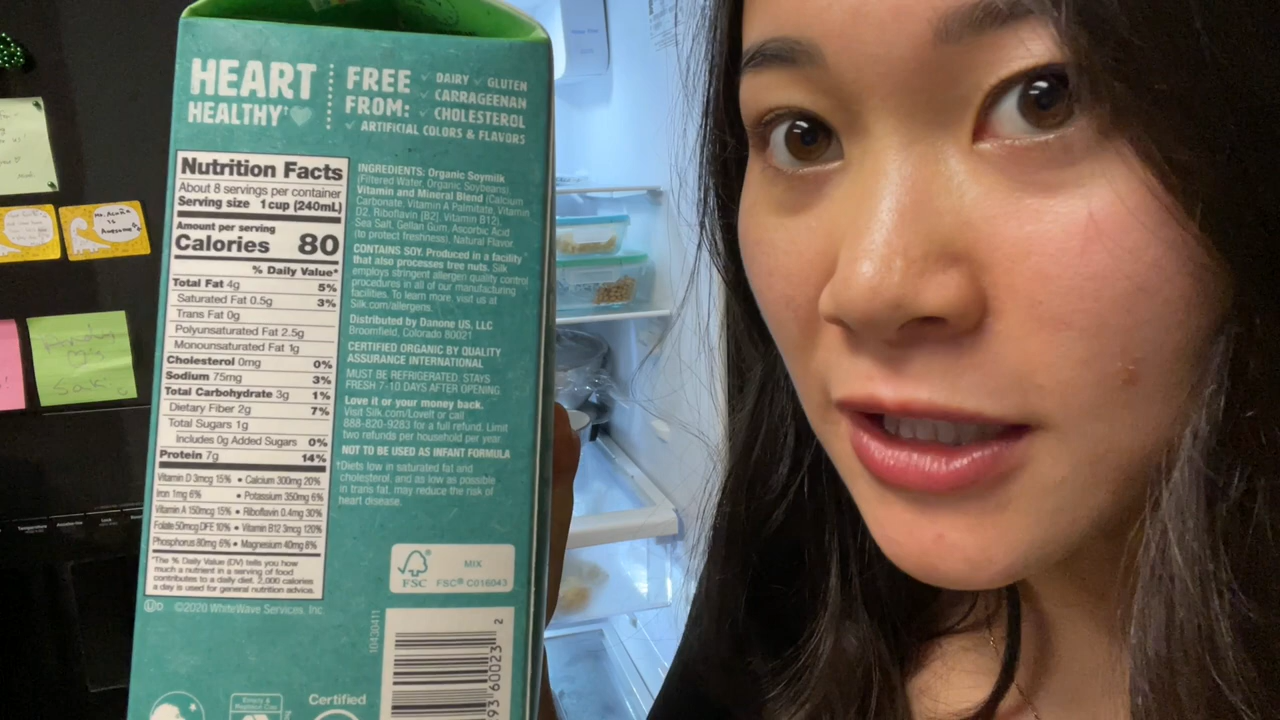 HEART
HEALTHY†
FREE
FROM:
✓ DAIRY ✓ GLUTEN
✓ CARRAGEENAN
✓ CHOLESTEROL
✓ ARTIFICIAL COLORS & FLAVORS
Nutrition Facts
About 8 servings per container
Serving size 1 cup (240mL)
Amount per serving
Calories 80
% Daily Value*
Total Fat 4g 5%
Saturated Fat 0.5g 3%
Trans Fat 0g
Polyunsaturated Fat 2.5g
Monounsaturated Fat 1g
Cholesterol 0mg 0%
Sodium 75mg 3%
Total Carbohydrate 3g 1%
Dietary Fiber 2g 7%
Total Sugars 1g
Includes 0g Added Sugars 0%
Protein 7g 14%
Vitamin D 3mcg 15% • Calcium 300mg 20%
Iron 1mg 6% • Potassium 350mg 6%
Vitamin A 150mcg 15% • Riboflavin 0.4mg 30%
Folate 50mcg DFE 10% • Vitamin B12 3mcg 120%
Phosphorus 80mg 6% • Magnesium 40mg 8%
*The % Daily Value (DV) tells you how
much a nutrient in a serving of food
contributes to a daily diet. 2,000 calories
a day is used for general nutrition advice.
©2020 WhiteWave Services, Inc.
INGREDIENTS: Organic Soymilk
(Filtered Water, Organic Soybeans),
Vitamin and Mineral Blend (Calcium
Carbonate, Vitamin A Palmitate, Vitamin
D2, Riboflavin [B2], Vitamin B12),
Sea Salt, Gellan Gum, Ascorbic Acid
(to protect freshness), Natural Flavor.
CONTAINS SOY. Produced in a facility
that also processes tree nuts. Silk
employs stringent allergen quality control
procedures in all of our manufacturing
facilities. To learn more, visit us at
Silk.com/allergens.
Distributed by Danone US, LLC
Broomfield, Colorado 80021
CERTIFIED ORGANIC BY QUALITY
ASSURANCE INTERNATIONAL
MUST BE REFRIGERATED. STAYS
FRESH 7-10 DAYS AFTER OPENING.
Love it or your money back.
Visit Silk.com/LoveIt or call
888-820-9283 for a full refund. Limit
two refunds per household per year.
NOT TO BE USED AS INFANT FORMULA
†Diets low in saturated fat and
cholesterol, and as low as possible
in trans fat, may reduce the risk of
heart disease.
FSC
MIX
FSC® C016043
10430411
93 60023 2
Certified
Empty &
Replace Cap
Ms. Acuña
is
Awesome
Temperature
Lock